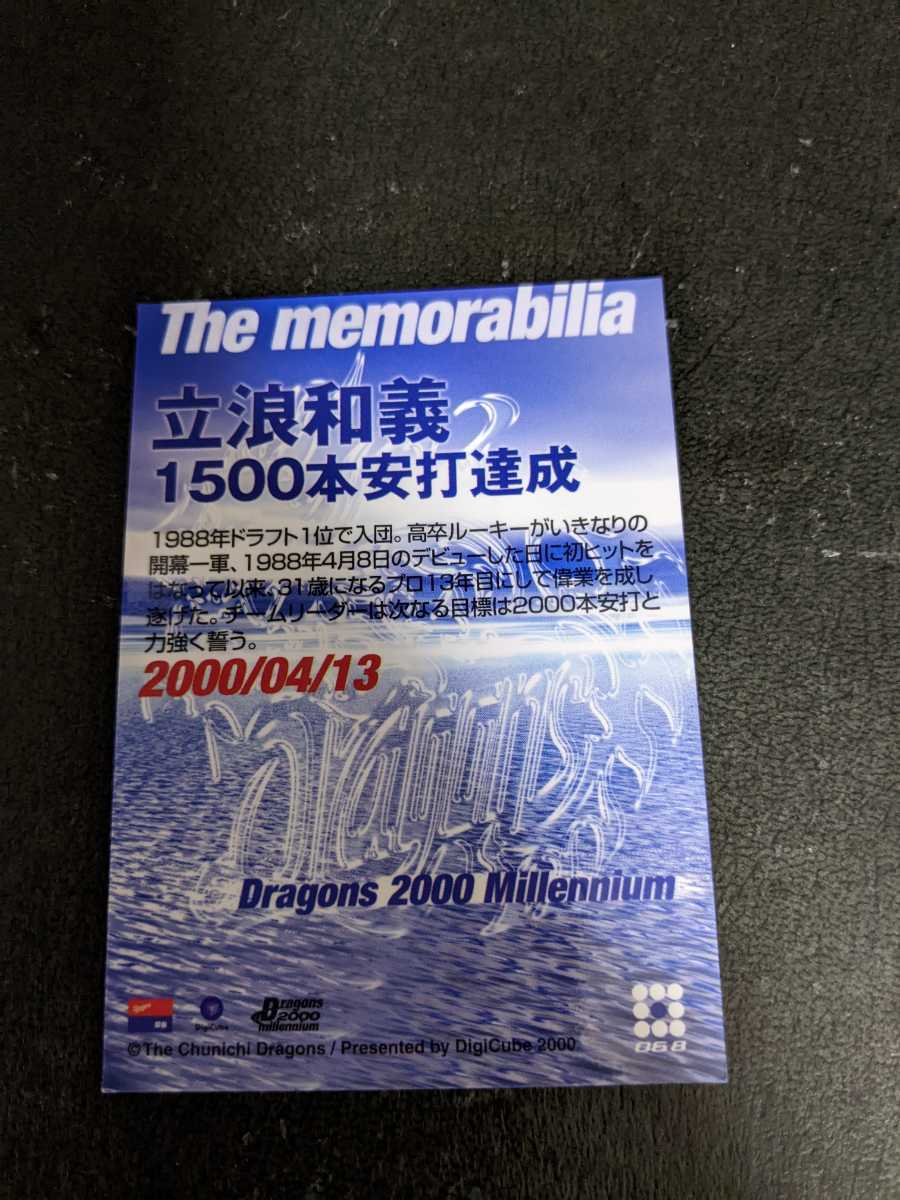 The memorabilia
立浪和義
1500本安打達成
1988年ドラフト1位で入団。高卒ルーキーがいきなりの
開幕一軍、1988年4月8日のデビューした日に初ヒットを
はなって以来、31歳になるプロ13年目にして偉業を成し
遂げた。チームリーダーは次なる目標は2000本安打と
力強く誓う。
2000/04/13
Dragons
Dragons 2000 Millennium
DigiCube
Dragons
2000
millennium
068
©The Chunichi Dragons / Presented by DigiCube 2000